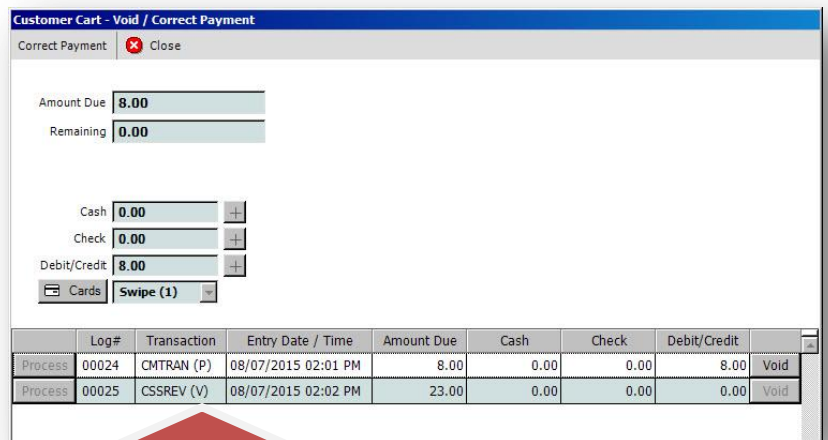 Customer Cart - Void / Correct Payment
Correct Payment Close
Amount Due 8.00
Remaining 0.00
Cash 0.00 +
Check 0.00 +
Debit/Credit 8.00 +
Cards Swipe (1)
Log# Transaction Entry Date / Time Amount Due Cash Check Debit/Credit
Process 00024 CMTRAN (P) 08/07/2015 02:01 PM 8.00 0.00 0.00 8.00 Void
Process 00025 CSSREV (V) 08/07/2015 02:02 PM 23.00 0.00 0.00 0.00 Void